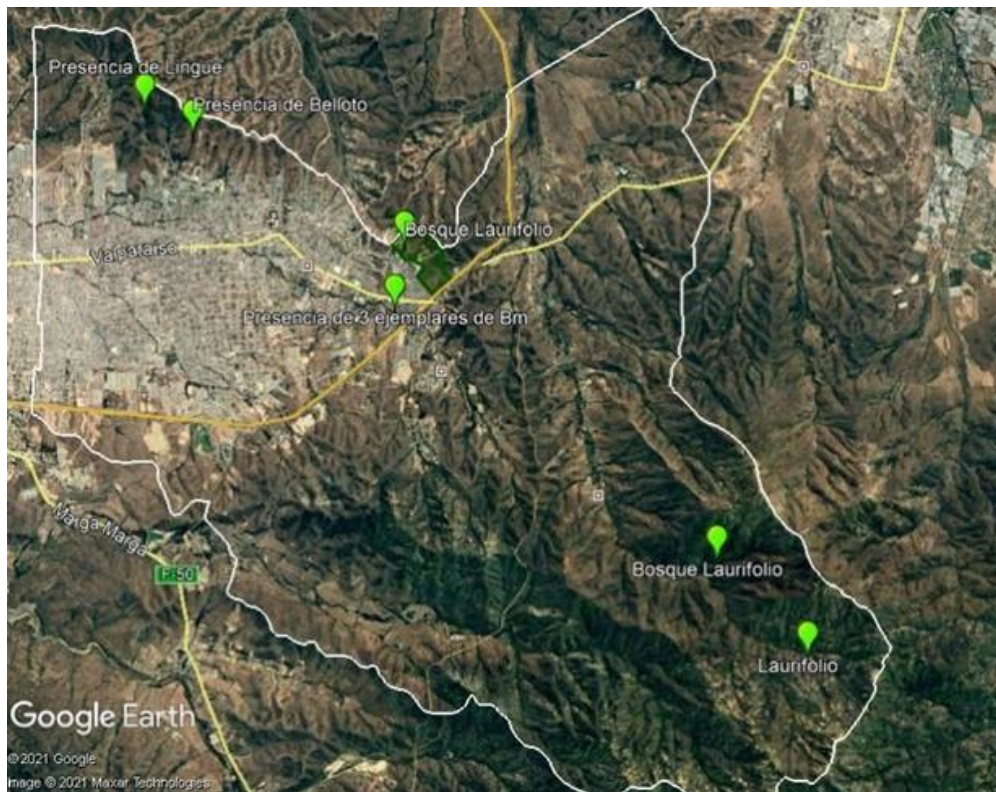 Presencia de Lingue
Presencia de Belloto
Bosque Laurifolio
Valparaíso
Presencia de 3 ejemplares de Bm
Marga-Marga
F-50
Bosque Laurifolio
Laurifolio
Google Earth
©2021 Google
Image © 2021 Maxar Technologies